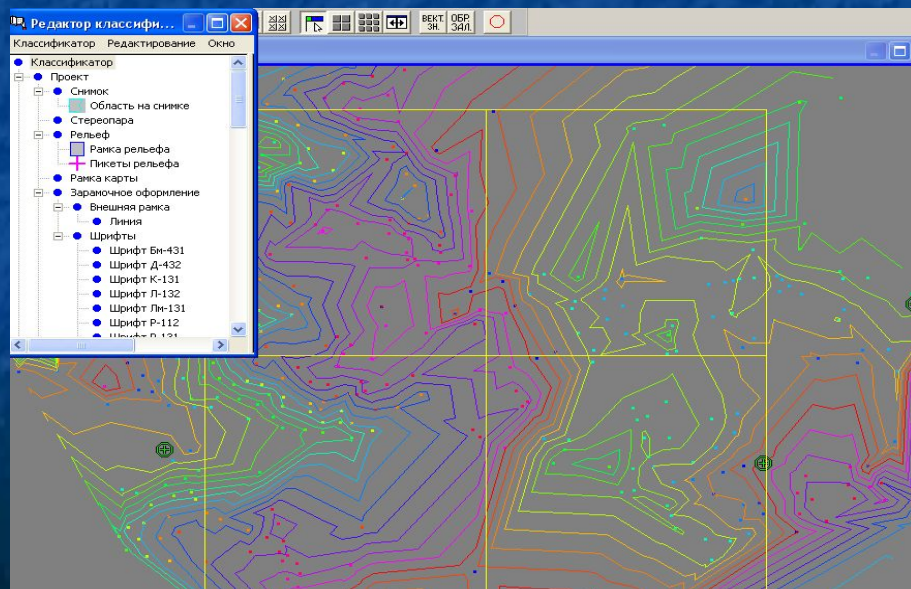 Редактор классифи...
ВЕКТ. ЗН.
ОБР. ЗАЛ.
Классификатор Редактирование Окно
Классификатор
Проект
Снимок
Область на снимке
Стереопара
Рельеф
Рамка рельефа
Пикеты рельефа
Рамка карты
Зарамочное оформление
Внешняя рамка
Линия
Шрифты
Шрифт Бм-431
Шрифт Д-432
Шрифт К-131
Шрифт Л-132
Шрифт Лм-131
Шрифт Р-112
Шрифт Р-131